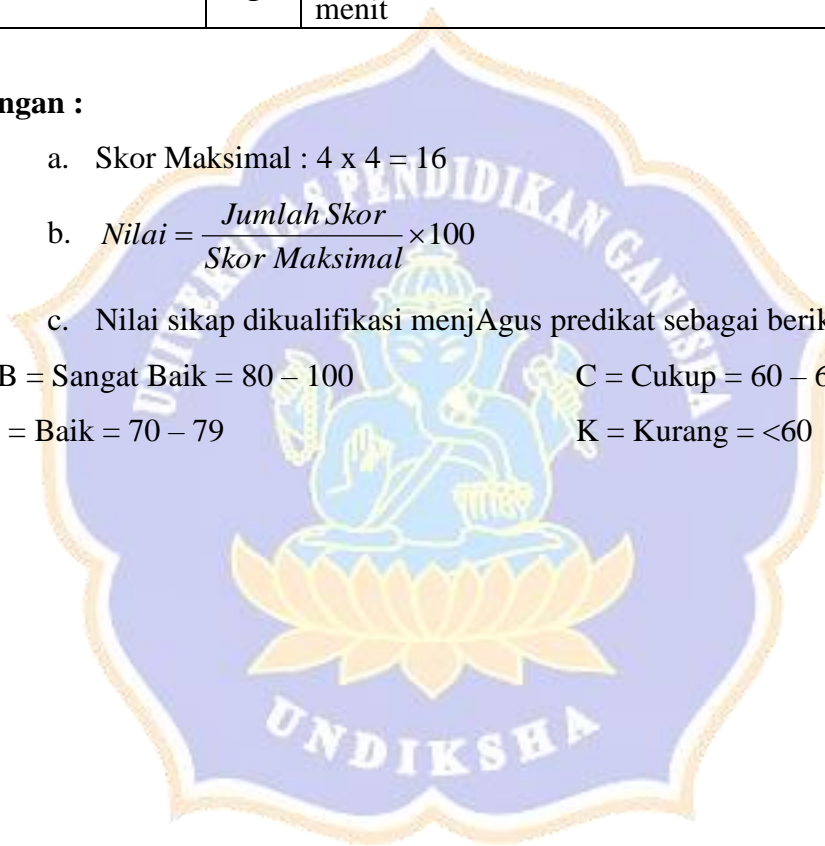 menit
ngan :
a. Skor Maksimal : 4 x 4 = 16
b. Nilai = Jumlah Skor / Skor Maksimal × 100
c. Nilai sikap dikualifikasi menjAgus predikat sebagai berik
B = Sangat Baik = 80 – 100 C = Cukup = 60 – 6
= Baik = 70 – 79 K = Kurang = <60
UNIVERSITAS PENDIDIKAN GANESHA
UNDIKSHA